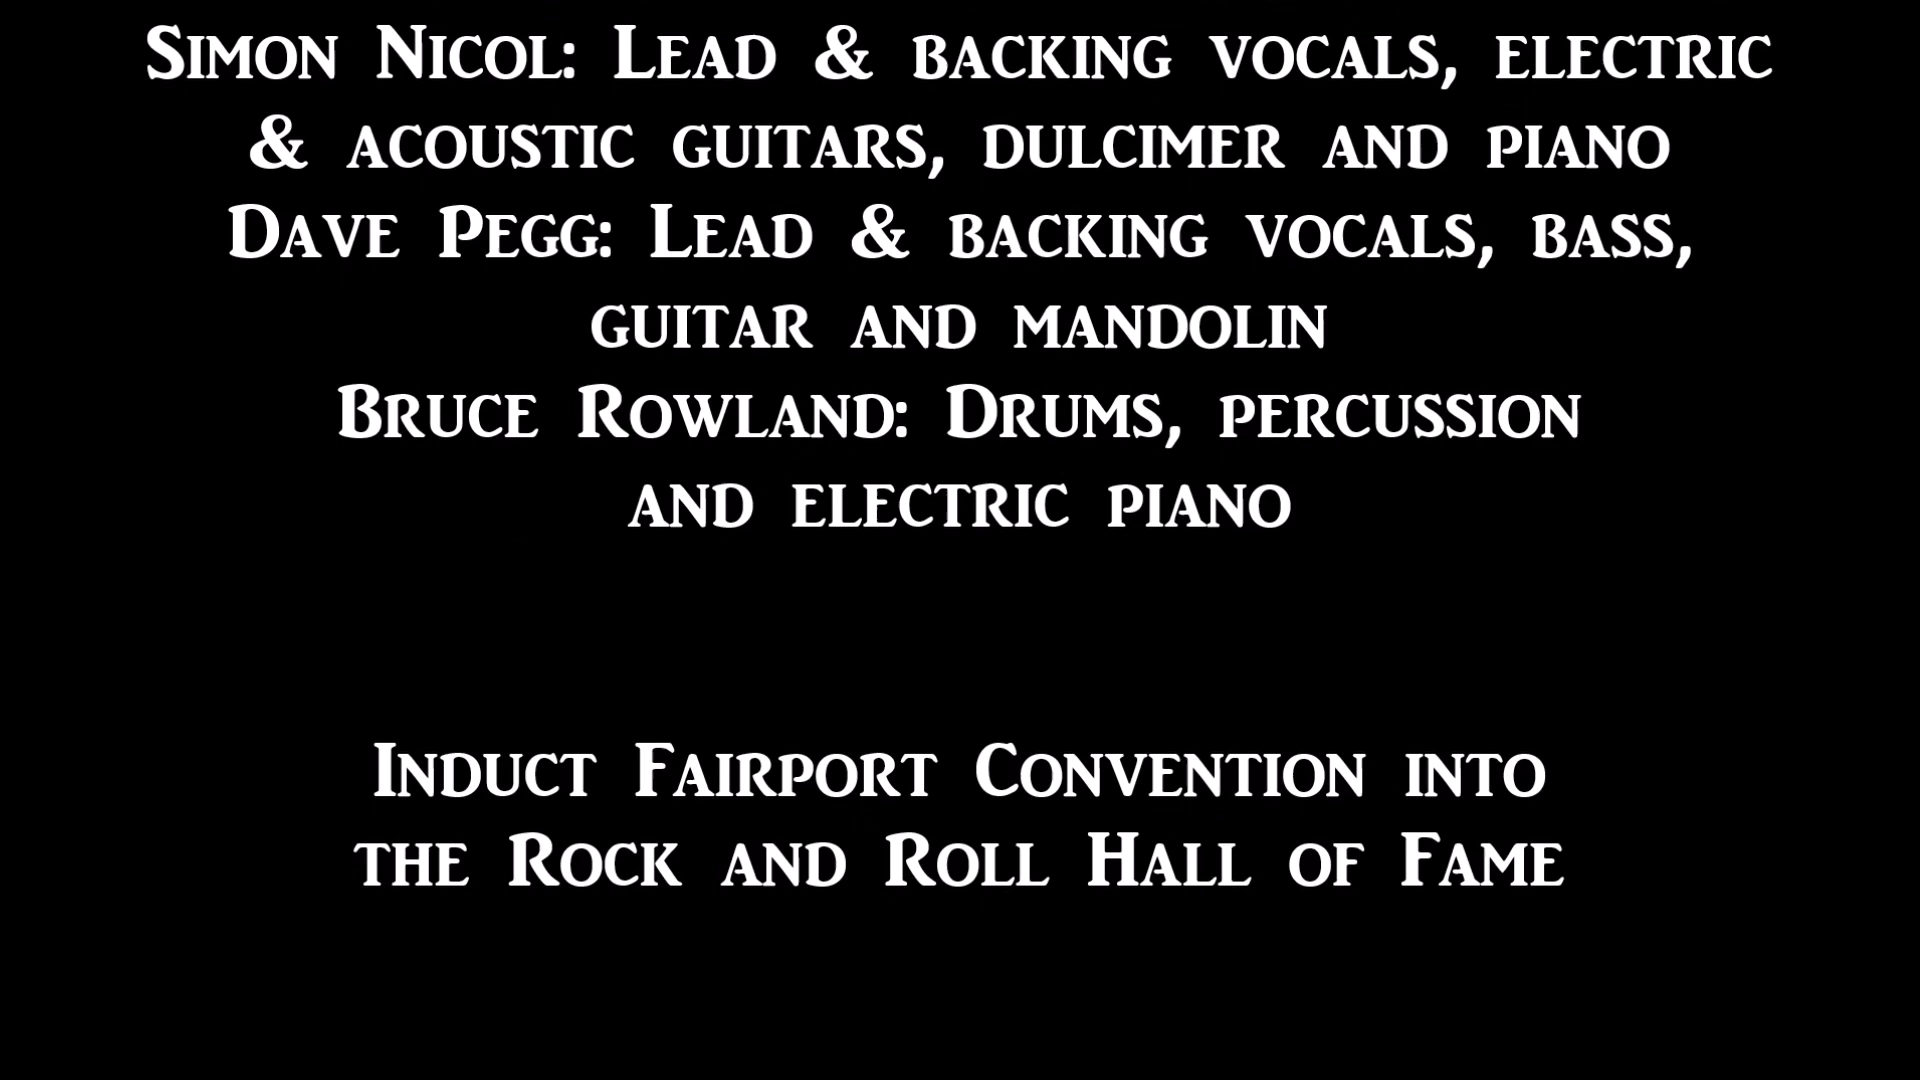 Simon Nicol: Lead & backing vocals, electric
& acoustic guitars, dulcimer and piano
Dave Pegg: Lead & backing vocals, bass,
guitar and mandolin
Bruce Rowland: Drums, percussion
and electric piano
Induct Fairport Convention into
the Rock and Roll Hall of Fame